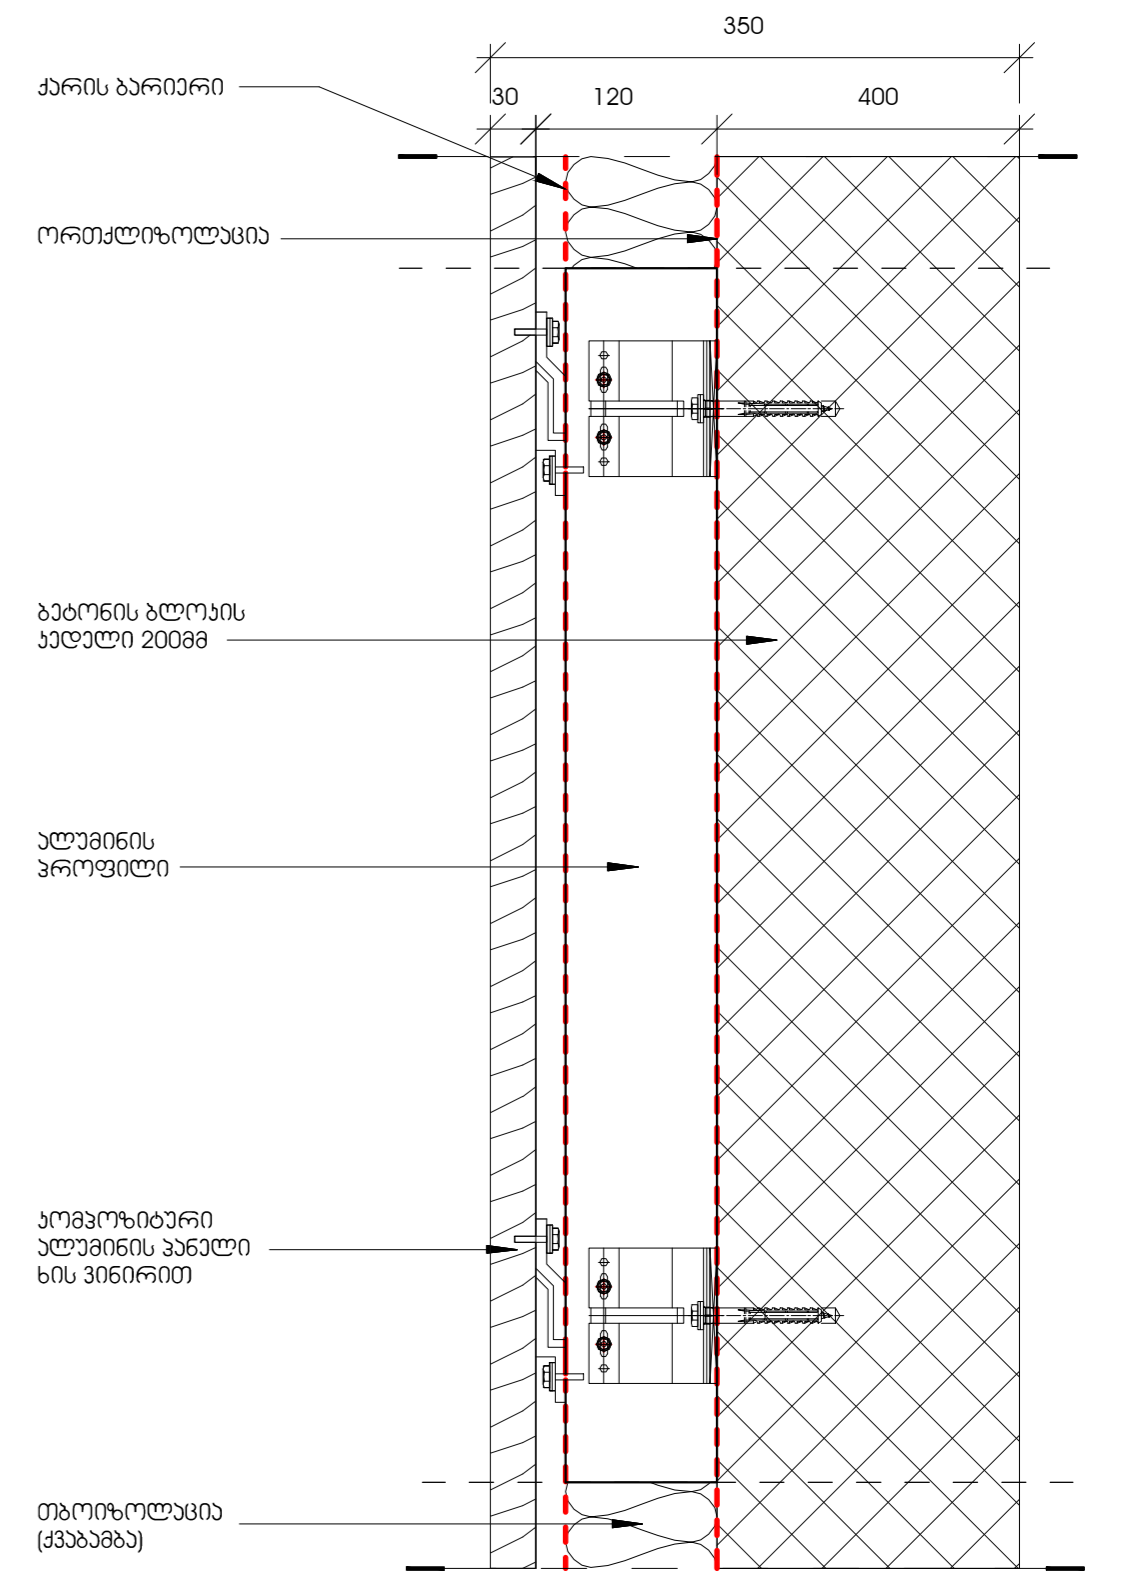 350
30
120
400
ქარის ბარიერი
ორთქლიზოლაცია
ბეტონის ბლოკის
კედელი 200მმ
ალუმინის
პროფილი
კომპოზიტური
ალუმინის პანელი
ხის ვინირით
თბოიზოლაცია
(ქვაბამბა)